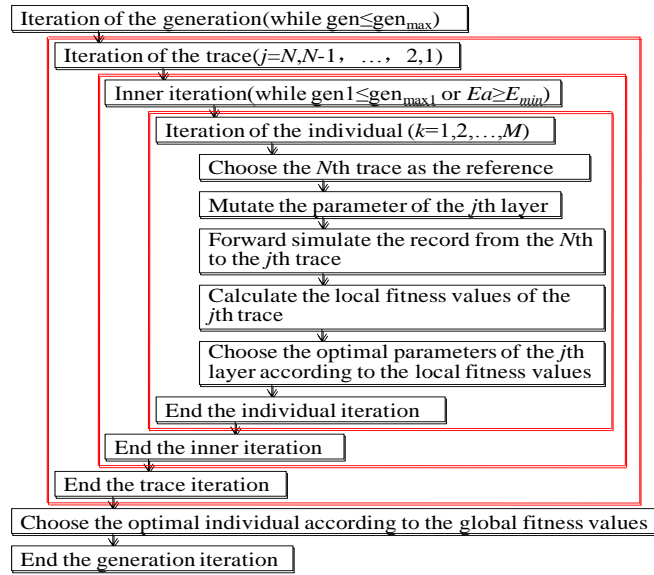 Iteration of the generation(while gen≤genmax)
Iteration of the trace(j=N,N-1， …， 2,1)
Inner iteration(while gen1≤genmax1 or Ea≥Emin)
Iteration of the individual (k=1,2,…,M)
Choose the Nth trace as the reference
Mutate the parameter of the jth layer
Forward simulate the record from the Nth
to the jth trace
Calculate the local fitness values of the
jth trace
Choose the optimal parameters of the jth
layer according to the local fitness values
End the individual iteration
End the inner iteration
End the trace iteration
Choose the optimal individual according to the global fitness values
End the generation iteration